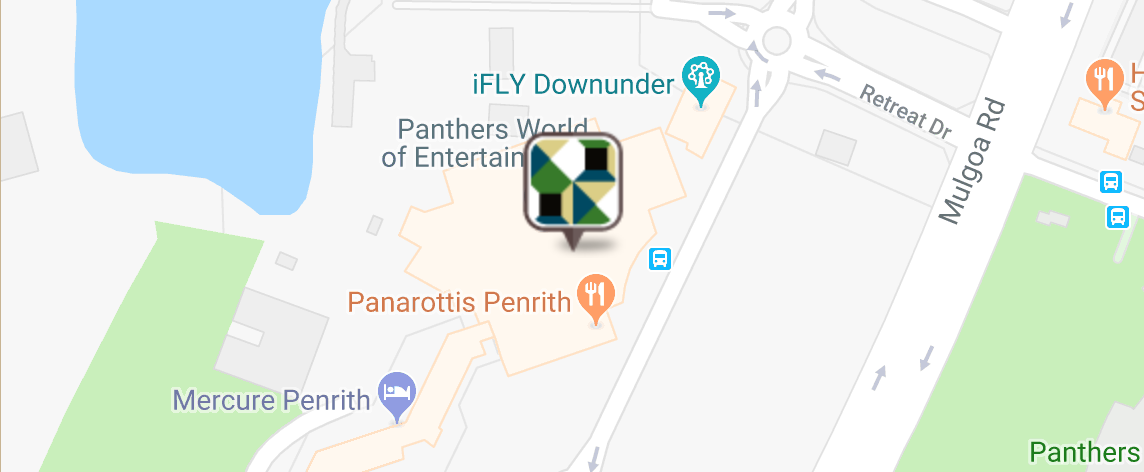 iFLY Downunder
Panthers World
of Entertain
Retreat Dr
Mulgoa Rd
H
S
Panarottis Penrith
Mercure Penrith
Panthers